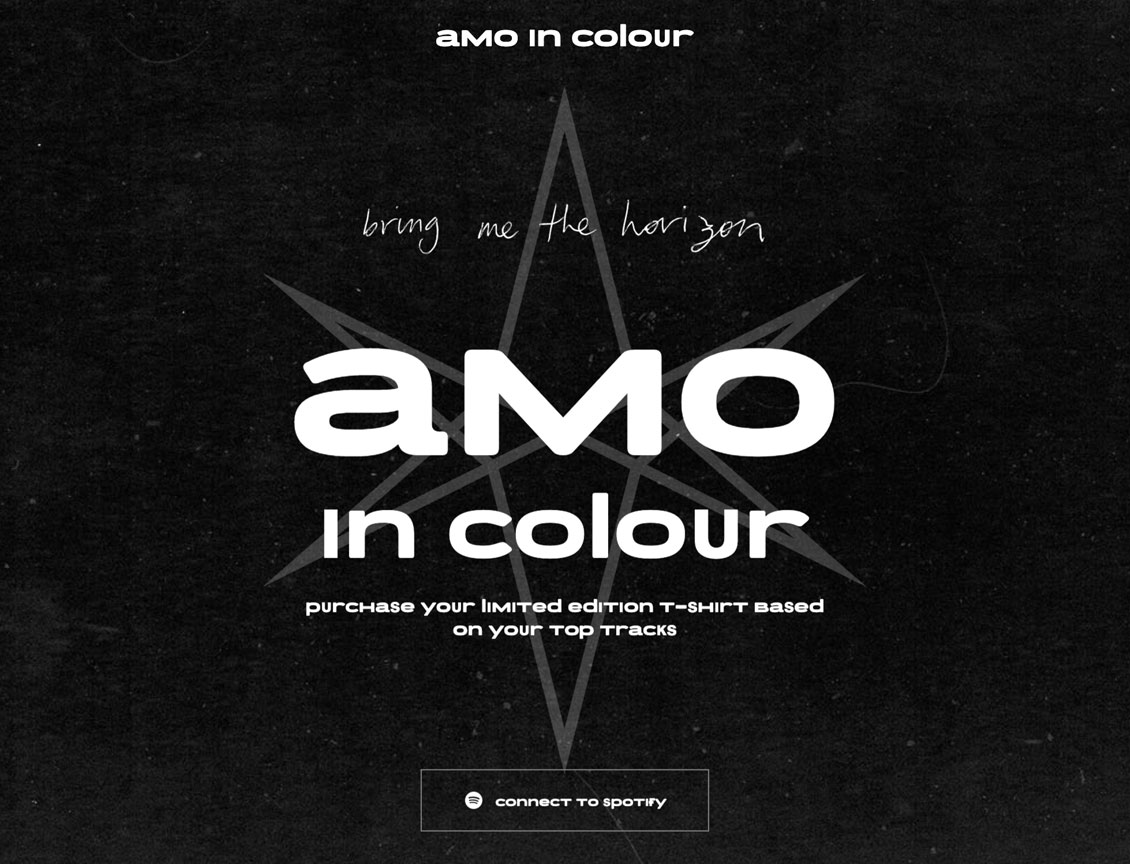 amo in colour
bring me the horizon
amo
in colour
purchase your limited edition t-shirt based
on your top tracks
connect to spotify